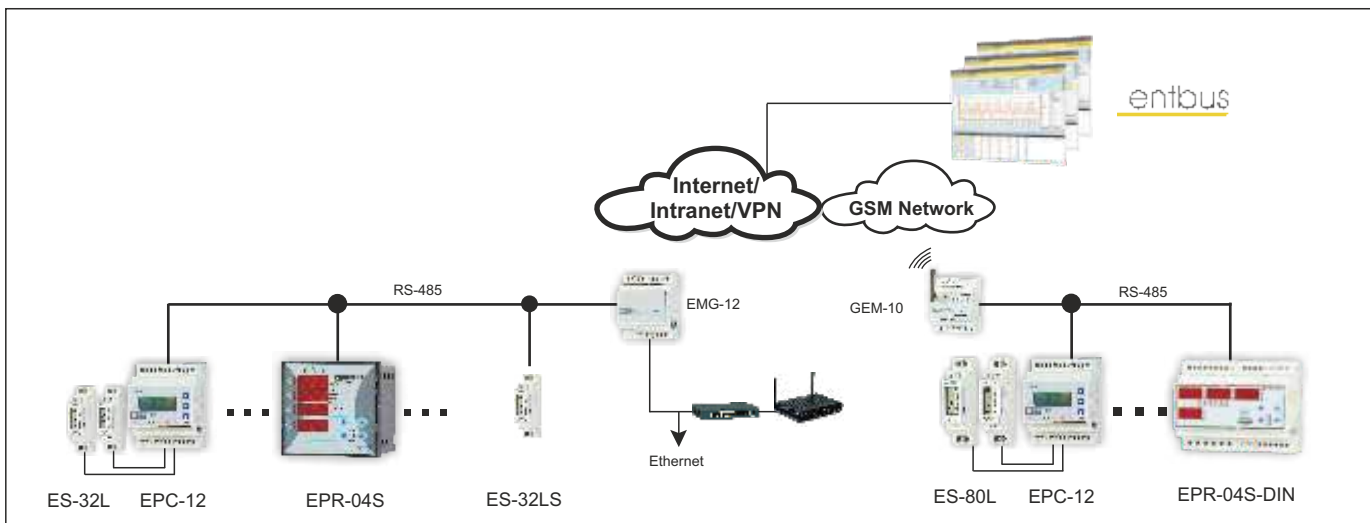 entbus
Internet/
Intranet/VPN
GSM Network
RS-485
EMG-12
GEM-10
RS-485
Ethernet
ES-32L
EPC-12
EPR-04S
ES-32LS
ES-80L
EPC-12
EPR-04S-DIN